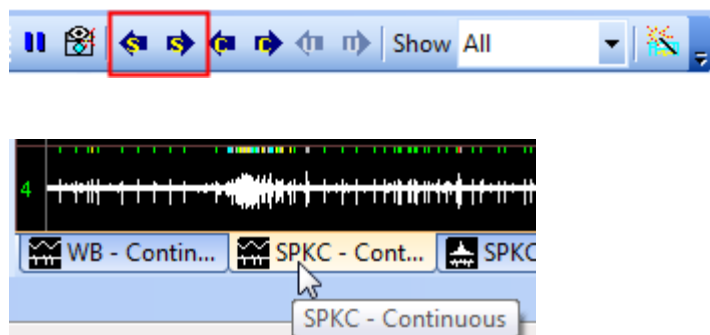 S S C C U U Show All
4
WB - Contin... SPKC - Cont... SPKC
SPKC - Continuous